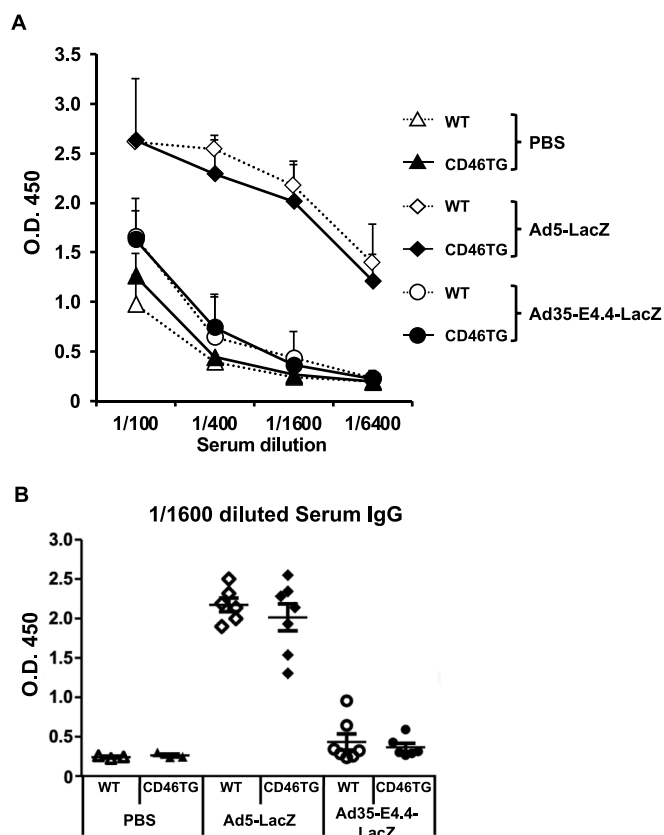 A
3.5
3.0
2.5
2.0
1.5
1.0
0.5
0
O.D. 450
1/100 1/400 1/1600 1/6400
Serum dilution
WT
CD46TG
PBS
WT
CD46TG
Ad5-LacZ
WT
CD46TG
Ad35-E4.4-LacZ
B
1/1600 diluted Serum IgG
3.0
2.5
2.0
1.5
1.0
0.5
0
O.D. 450
WT CD46TG WT CD46TG WT CD46TG
PBS Ad5-LacZ Ad35-E4.4-
LacZ